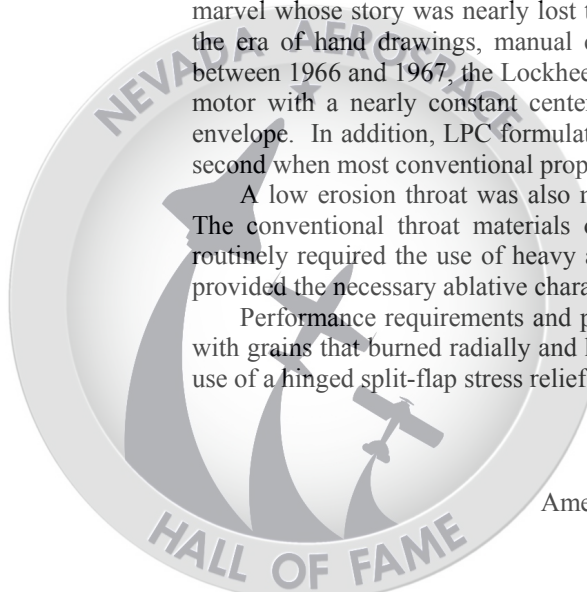 marvel whose story was nearly lost t
the era of hand drawings, manual c
between 1966 and 1967, the Lockhee
motor with a nearly constant center
envelope. In addition, LPC formulat
second when most conventional prop
A low erosion throat was also n
The conventional throat materials o
routinely required the use of heavy a
provided the necessary ablative chara
Performance requirements and p
with grains that burned radially and l
use of a hinged split-flap stress relief
Ame
NEVADA AEROSPACE
HALL OF FAME